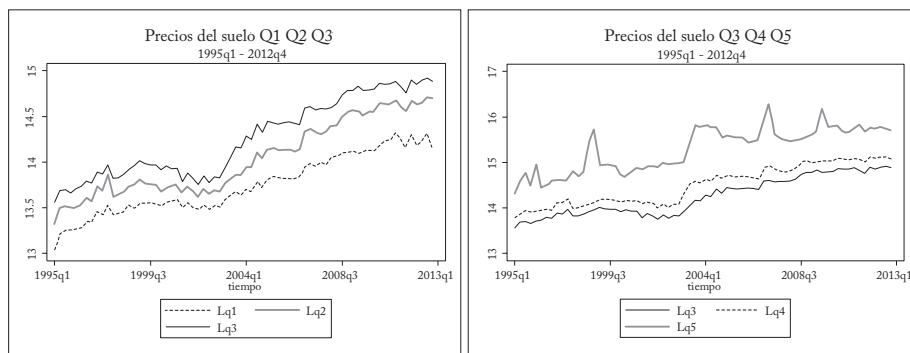 Precios del suelo Q1 Q2 Q3
1995q1 - 2012q4
15
14.5
14
13.5
13
1995q1 1999q3 2004q1 2008q3 2013q1
tiempo
Lq1 Lq2
Lq3
Precios del suelo Q3 Q4 Q5
1995q1 - 2012q4
17
16
15
14
13
1995q1 1999q3 2004q1 2008q3 2013q1
tiempo
Lq3 Lq4
Lq5